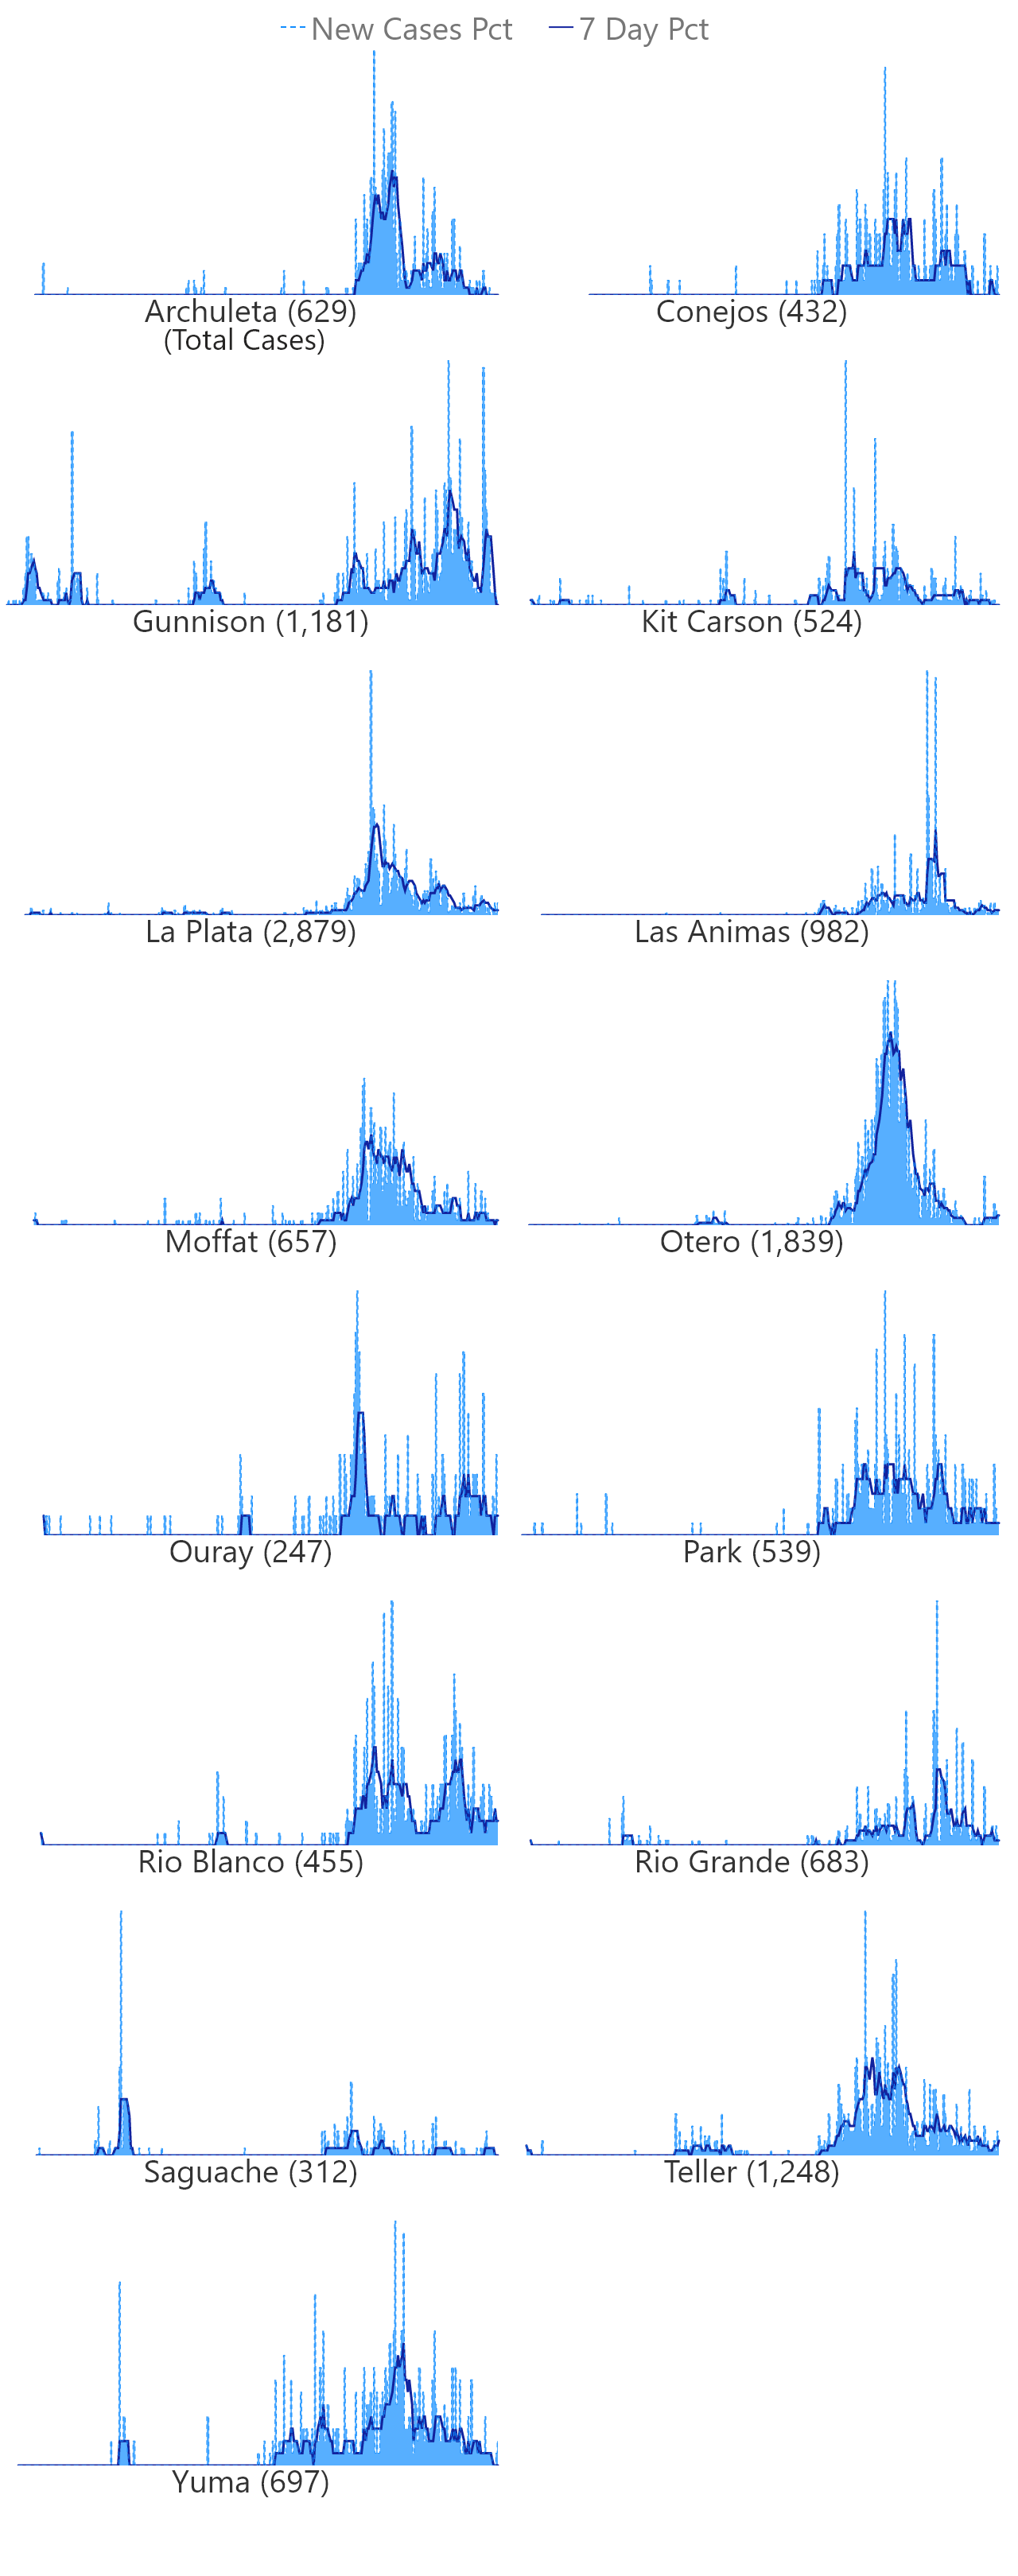 New Cases Pct 7 Day Pct
Archuleta (629) Conejos (432)
(Total Cases)
Gunnison (1,181) Kit Carson (524)
La Plata (2,879) Las Animas (982)
Moffat (657) Otero (1,839)
Ouray (247) Park (539)
Rio Blanco (455) Rio Grande (683)
Saguache (312) Teller (1,248)
Yuma (697)